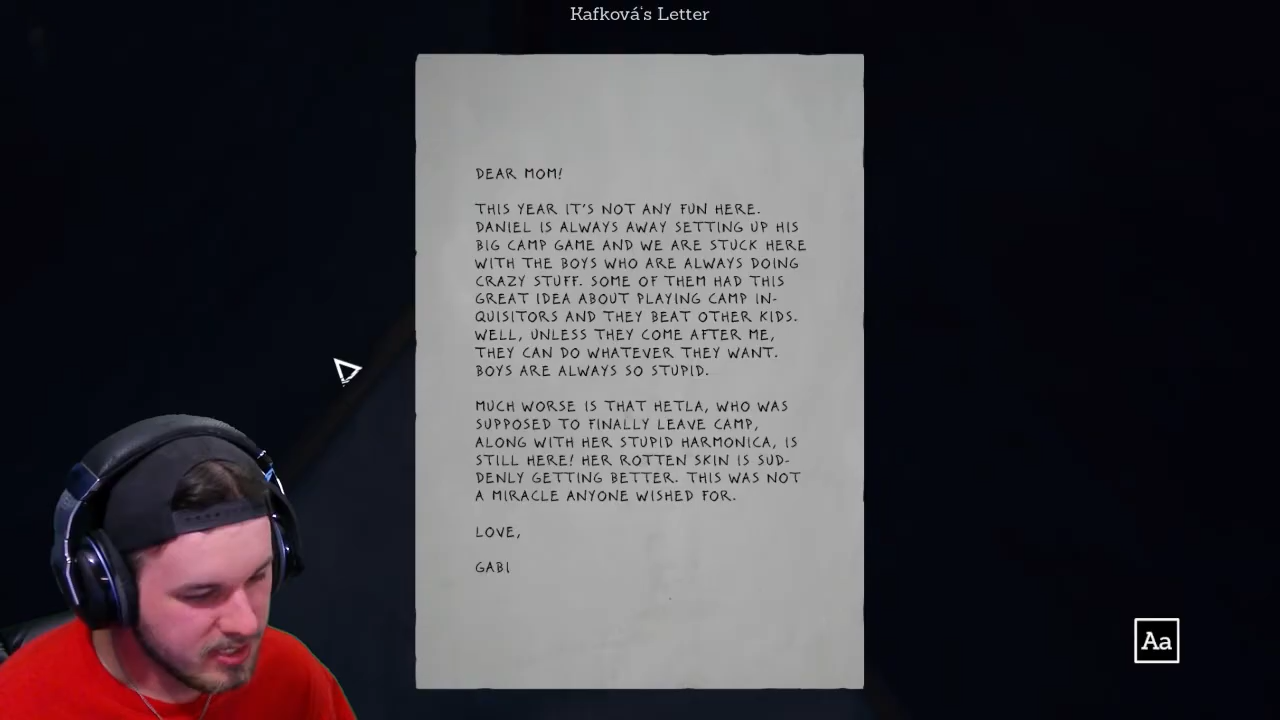 Kafková's Letter
DEAR MOM!
THIS YEAR IT'S NOT ANY FUN HERE.
DANIEL IS ALWAYS AWAY SETTING UP HIS
BIG CAMP GAME AND WE ARE STUCK HERE
WITH THE BOYS WHO ARE ALWAYS DOING
CRAZY STUFF. SOME OF THEM HAD THIS
GREAT IDEA ABOUT PLAYING CAMP IN-
QUISITORS AND THEY BEAT OTHER KIDS.
WELL, UNLESS THEY COME AFTER ME,
THEY CAN DO WHATEVER THEY WANT.
BOYS ARE ALWAYS SO STUPID.
MUCH WORSE IS THAT HETLA, WHO WAS
SUPPOSED TO FINALLY LEAVE CAMP,
ALONG WITH HER STUPID HARMONICA, IS
STILL HERE! HER ROTTEN SKIN IS SUD-
DENLY GETTING BETTER. THIS WAS NOT
A MIRACLE ANYONE WISHED FOR.
LOVE,
GABI
Aa